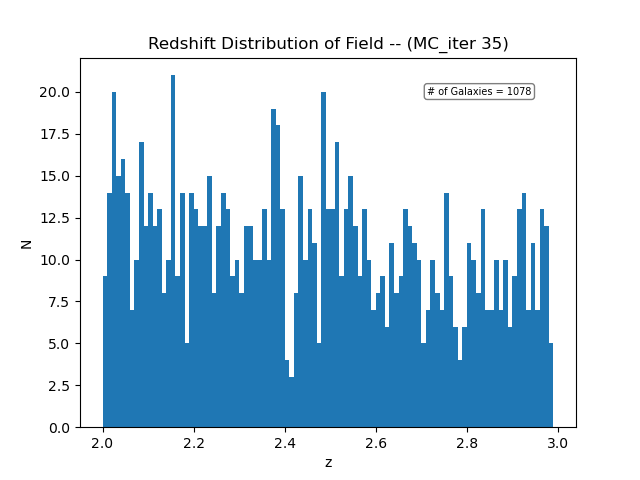 Redshift Distribution of Field -- (MC_iter 35)
# of Galaxies = 1078
N
20.0
17.5
15.0
12.5
10.0
7.5
5.0
2.5
0.0
2.0 2.2 2.4 2.6 2.8 3.0
z